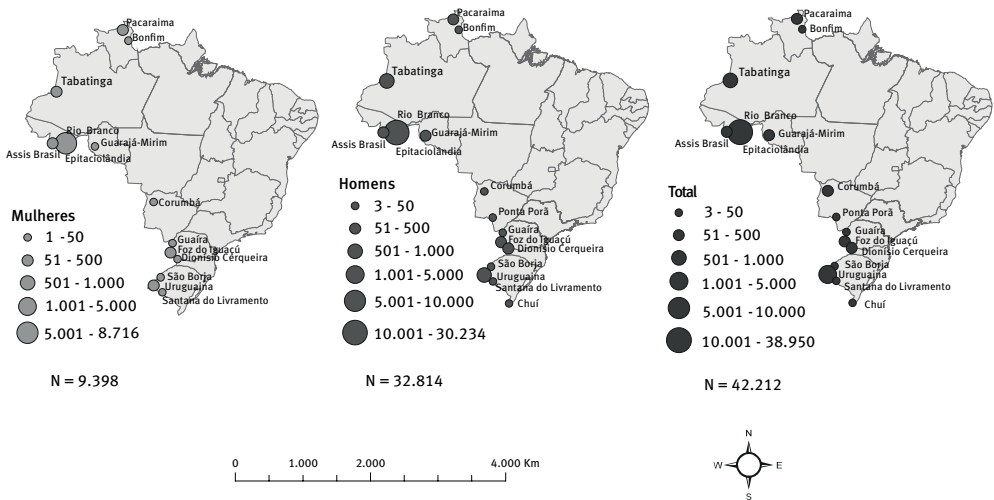 Pacaraima
Bonfim
Tabatinga
Rio Branco
Guarajá-Mirim
Assis Brasil
Epitaciolândia
Corumbá
Guaíra
Foz do Iguaçú
Dionísio Cerqueira
São Borja
Uruguaina
Santana do Livramento
Mulheres
1 -50
51 - 500
501 - 1.000
1.001-5.000
5.001 - 8.716
N = 9.398
Pacaraima
Bonfim
Tabatinga
Rio Branco
Guarajá-Mirim
Assis Brasil
Epitaciolândia
Corumbá
Ponta Porã
Guaíra
Foz do Iguaçú
Dionísio Cerqueira
São Borja
Uruguaina
Santana do Livramento
Chuí
Homens
3 - 50
51 - 500
501 - 1.000
1.001-5.000
5.001-10.000
10.001 - 30.234
N = 32.814
Pacaraima
Bonfim
Tabatinga
Rio Branco
Guarajá-Mirim
Assis Brasil
Epitaciolândia
Corumbá
Ponta Porã
Guaíra
Foz do Iguaçú
Dionísio Cerqueira
São Borja
Uruguaina
Santana do Livramento
Chuí
Total
3 - 50
51 - 500
501 - 1.000
1.001 - 5.000
5.001 -10.000
10.001 - 38.950
N = 42.212
0 1.000 2.000 4.000 Km
N
W E
S